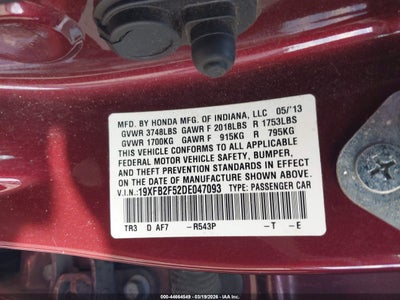 MFD. BY HONDA MFG. OF INDIANA, LLC 05/13
GVWR 3748LBS GAWR F 2018LBS R 1753LBS
GVWR 1700KG GAWR F 915KG R 795KG
THIS VEHICLE CONFORMS TO ALL APPLICABLE
FEDERAL MOTOR VEHICLE SAFETY, BUMPER,
AND THEFT PREVENTION STANDARDS IN EFFECT ON
THE DATE OF MANUFACTURE SHOWN ABOVE.
V.I.N.: 19XFB2F52DE047093 TYPE: PASSENGER CAR
TR3 D AF7 -R543P -T -E
000-44664549 - 03/19/2026 - IAAI.COM